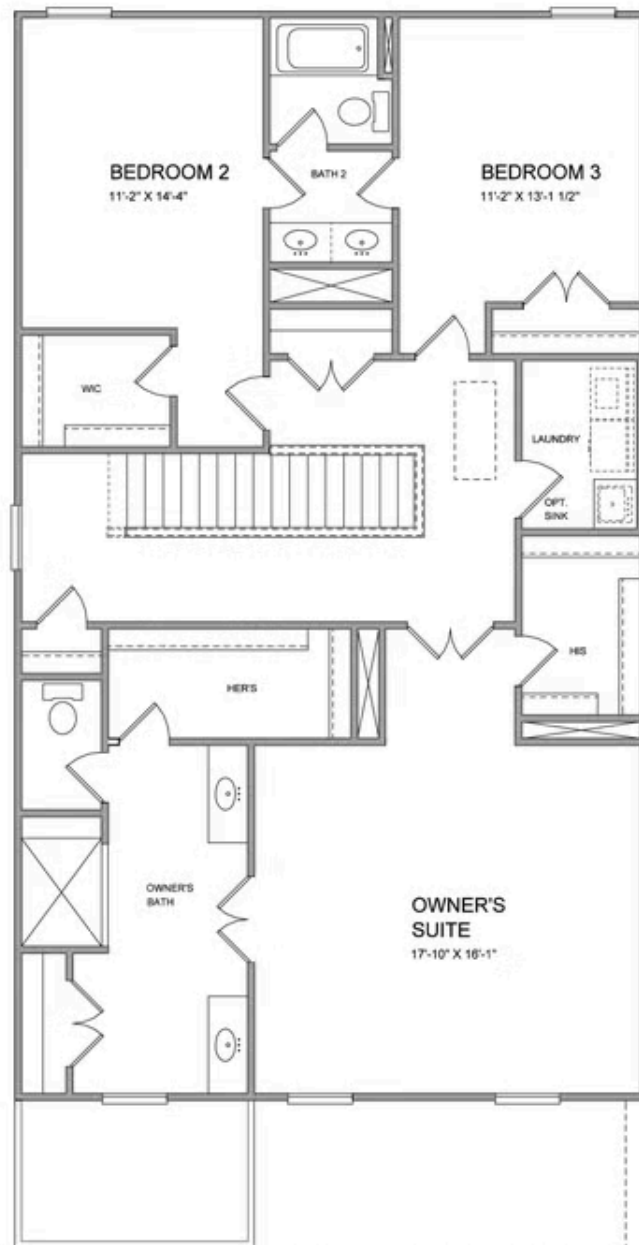 BEDROOM 2
11'-2" X 14'-4"
BATH 2
BEDROOM 3
11'-2" X 13'-1 1/2"
WIC
LAUNDRY
OPT.
SINK
HIS
HER'S
OWNER'S
BATH
OWNER'S
SUITE
17'-10" X 16'-1"